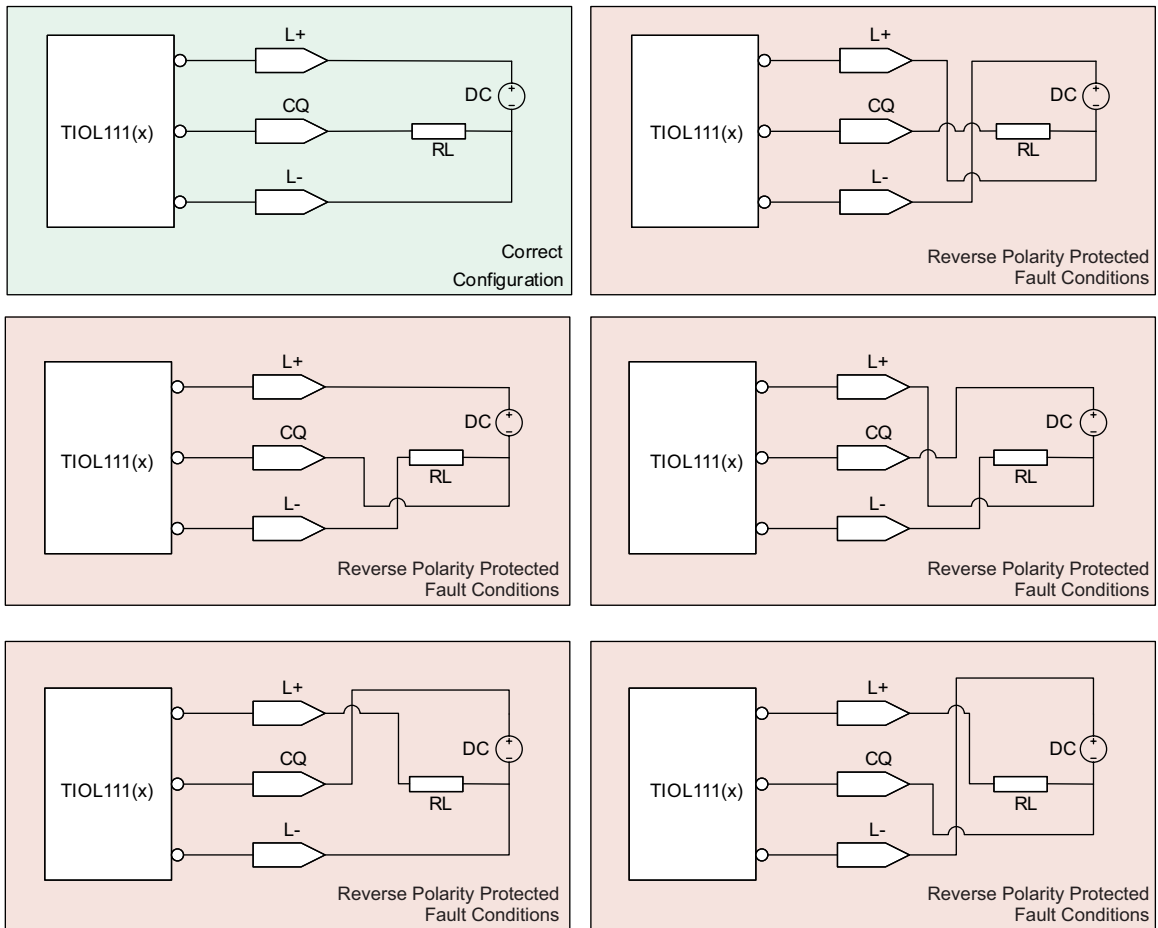 L+
DC
+
−
CQ
TIOL111(x)
RL
L-
Correct
Configuration
L+
DC
+
−
CQ
TIOL111(x)
RL
L-
Reverse Polarity Protected
Fault Conditions
L+
DC
+
−
CQ
TIOL111(x)
RL
L-
Reverse Polarity Protected
Fault Conditions
L+
DC
+
−
CQ
TIOL111(x)
RL
L-
Reverse Polarity Protected
Fault Conditions
L+
DC
+
−
CQ
TIOL111(x)
RL
L-
Reverse Polarity Protected
Fault Conditions
L+
DC
+
−
CQ
TIOL111(x)
RL
L-
Reverse Polarity Protected
Fault Conditions